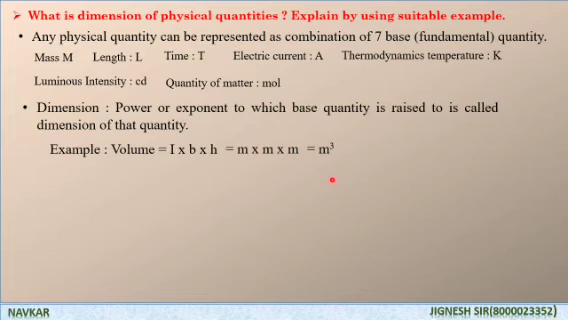 ➢ What is dimension of physical quantities ? Explain by using suitable example.
• Any physical quantity can be represented as combination of 7 base (fundamental) quantity.
Mass M Length : L Time : T Electric current : A Thermodynamics temperature : K
Luminous Intensity : cd Quantity of matter : mol
• Dimension : Power or exponent to which base quantity is raised to is called
dimension of that quantity.
Example : Volume = I x b x h = m x m x m = m³
NAVKAR JIGNESH SIR(8000023352)